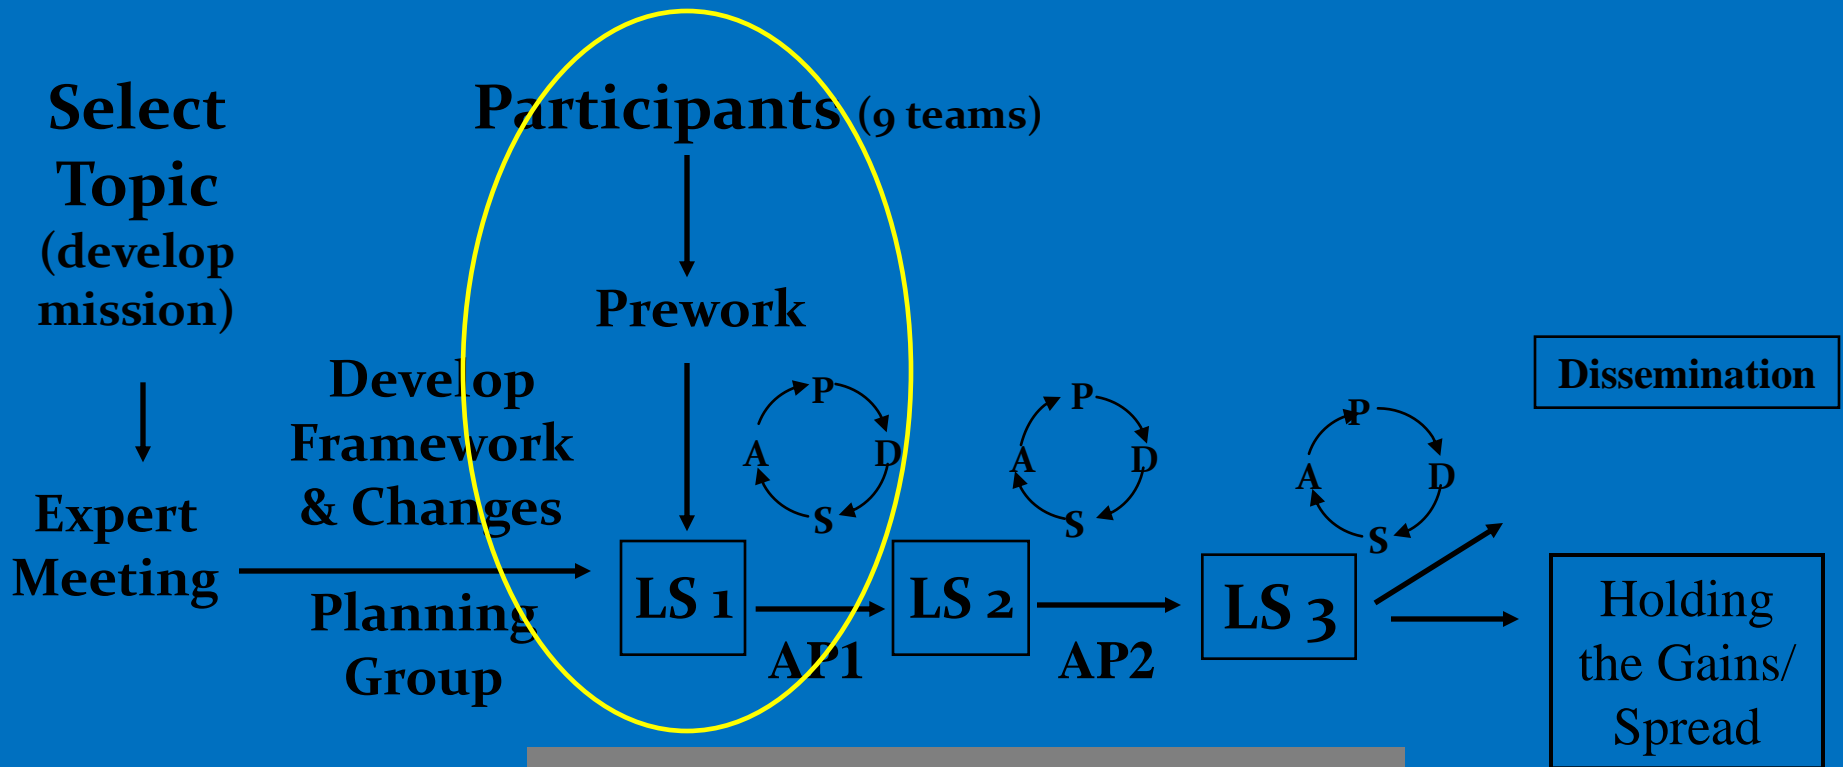 Select
Topic
(develop
mission)
Expert
Meeting
Develop
Framework
& Changes
Planning
Group
Participants (9 teams)
Prework
P
A
D
S
LS 1
AP1
P
A
D
S
LS 2
AP2
P
A
D
S
LS 3
Dissemination
Holding
the Gains/
Spread